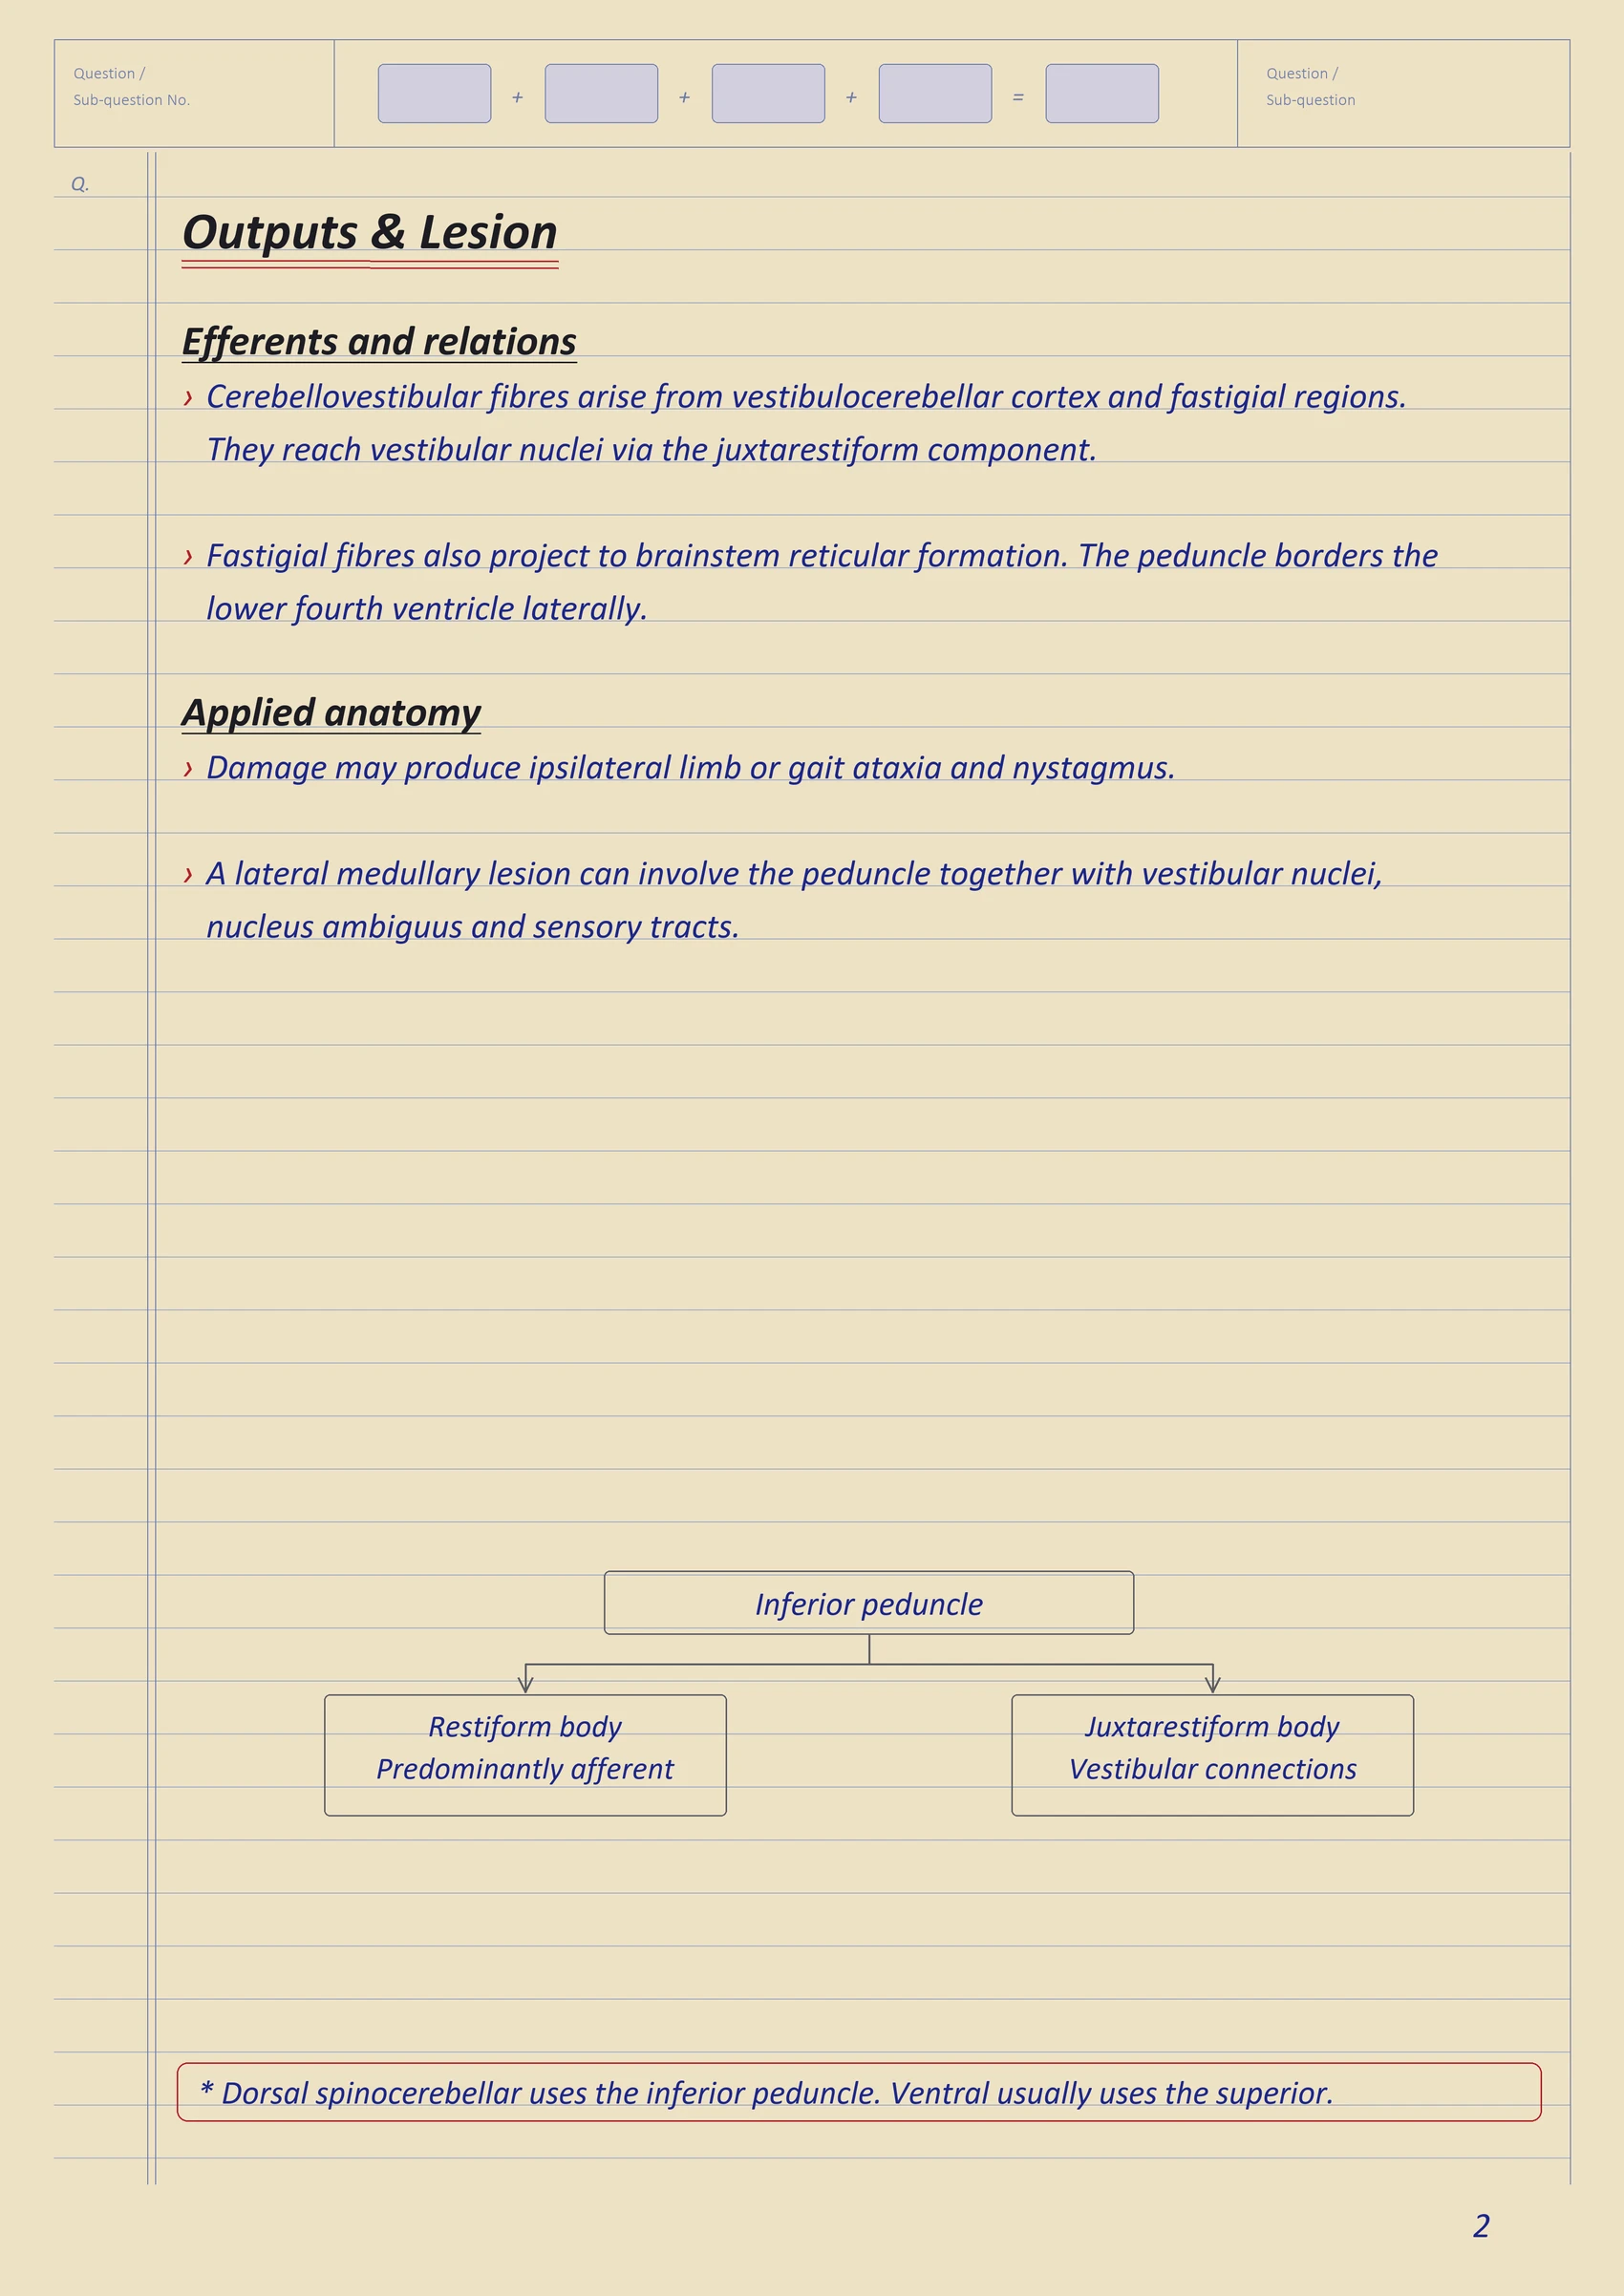 Question /
Sub-question No.
+ + + =
Question /
Sub-question
Q.
Outputs & Lesion
Efferents and relations
› Cerebellovestibular fibres arise from vestibulocerebellar cortex and fastigial regions.
They reach vestibular nuclei via the juxtarestiform component.
› Fastigial fibres also project to brainstem reticular formation. The peduncle borders the
lower fourth ventricle laterally.
Applied anatomy
› Damage may produce ipsilateral limb or gait ataxia and nystagmus.
› A lateral medullary lesion can involve the peduncle together with vestibular nuclei,
nucleus ambiguus and sensory tracts.
Inferior peduncle
Restiform body
Predominantly afferent
Juxtarestiform body
Vestibular connections
* Dorsal spinocerebellar uses the inferior peduncle. Ventral usually uses the superior.
2